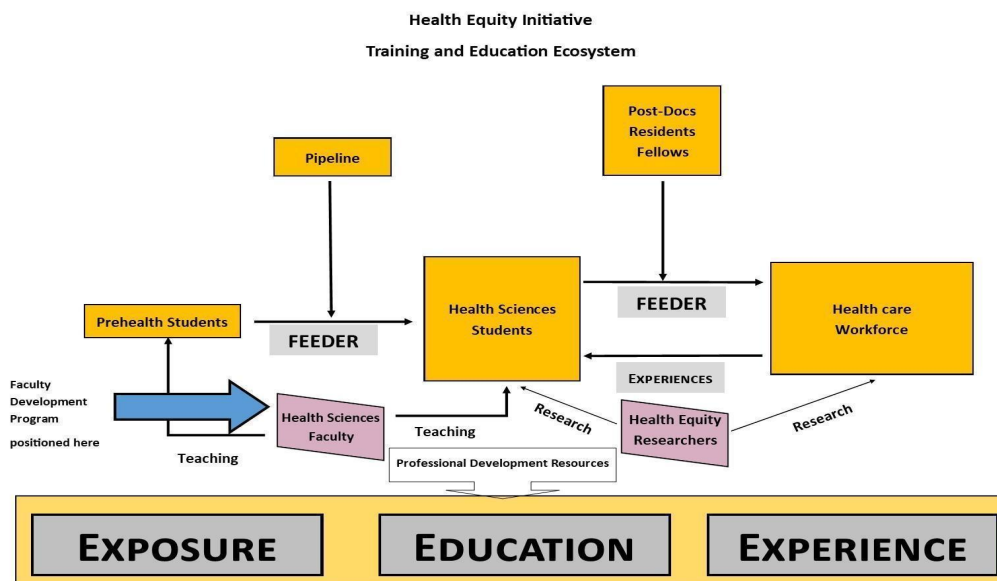 Health Equity Initiative
Training and Education Ecosystem
Post-Docs
Residents
Fellows
Pipeline
Prehealth Students
FEEDER
Health Sciences
Students
FEEDER
EXPERIENCES
Health care
Workforce
Faculty
Development
Program
positioned here
Teaching
Health Sciences
Faculty
Teaching
Research
Health Equity
Researchers
Research
Professional Development Resources
EXPOSURE
EDUCATION
EXPERIENCE